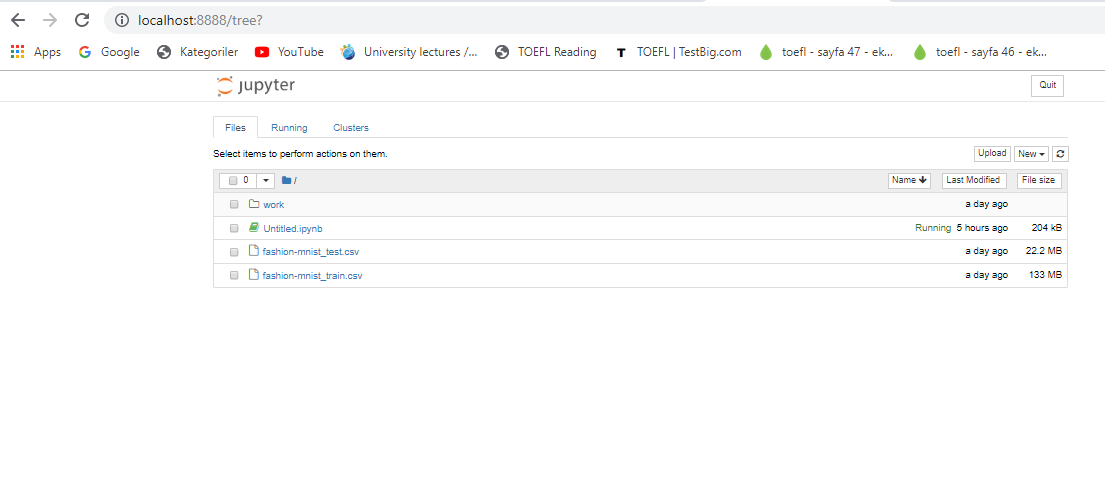 localhost:8888/tree?
Apps Google Kategoriler YouTube University lectures /... TOEFL Reading T TOEFL | TestBig.com toefl - sayfa 47 - ek... toefl - sayfa 46 - ek...
jupyter Quit
Files Running Clusters
Select items to perform actions on them. Upload New
0 / Name Last Modified File size
work a day ago
Untitled.ipynb Running 5 hours ago 204 kB
fashion-mnist_test.csv a day ago 22.2 MB
fashion-mnist_train.csv a day ago 133 MB